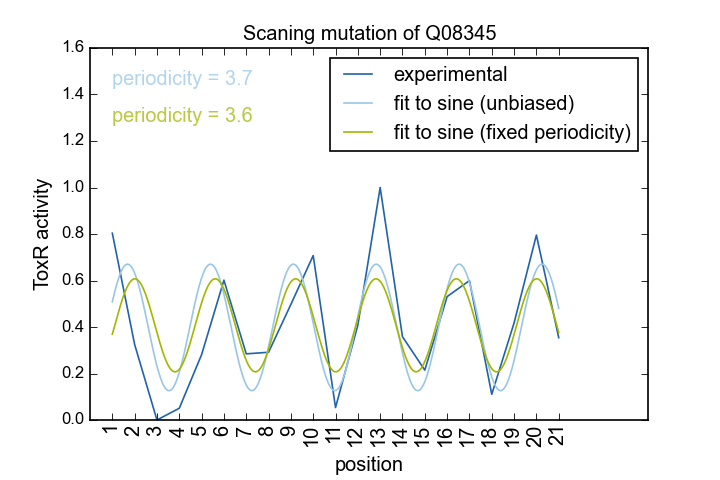 Scaning mutation of Q08345
1.6
1.4
1.2
1.0
0.8
0.6
0.4
0.2
0.0
ToxR activity
periodicity = 3.7
periodicity = 3.6
experimental
fit to sine (unbiased)
fit to sine (fixed periodicity)
1 2 3 4 5 6 7 8 9 10 11 12 13 14 15 16 17 18 19 20 21
position